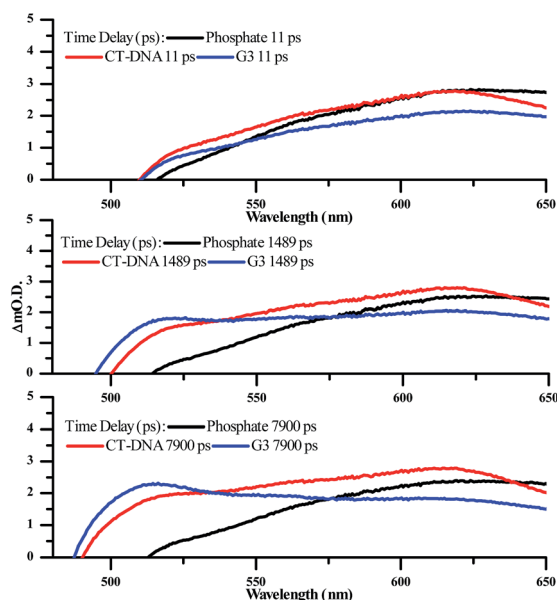 Time Delay (ps): Phosphate 11 ps
CT-DNA 11 ps G3 11 ps
5
4
3
2
1
0
500 550 600 650
Wavelength (nm)
Time Delay (ps): Phosphate 1489 ps
CT-DNA 1489 ps G3 1489 ps
ΔmO.D.
5
4
3
2
1
0
500 550 600 650
Time Delay (ps): Phosphate 7900 ps
CT-DNA 7900 ps G3 7900 ps
5
4
3
2
1
0
500 550 600 650
Wavelength (nm)